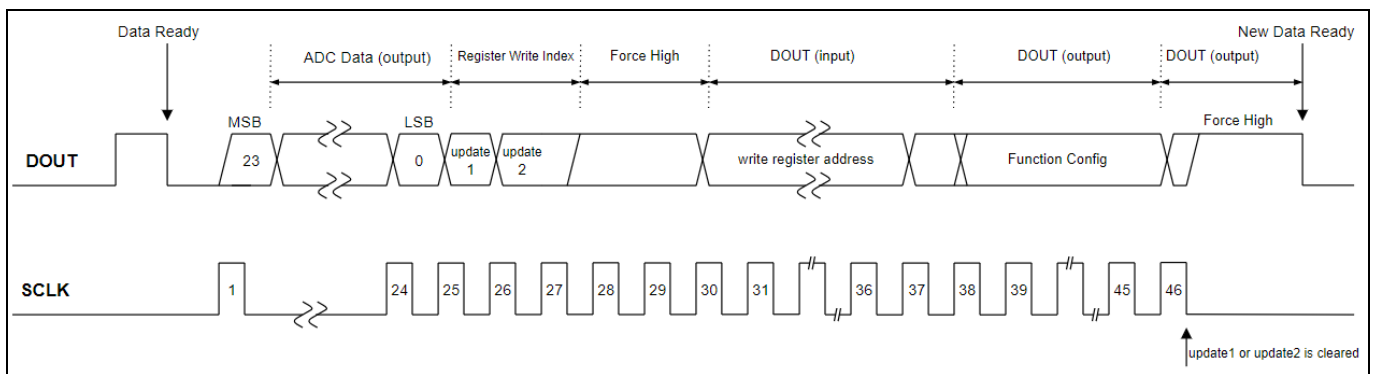 Data Ready
New Data Ready
ADC Data (output)
Register Write Index
Force High
DOUT (input)
DOUT (output)
DOUT (output)
MSB
LSB
Force High
DOUT
23
0
update
1
update
2
write register address
Function Config
SCLK
1
24
25
26
27
28
29
30
31
36
37
38
39
45
46
update1 or update2 is cleared